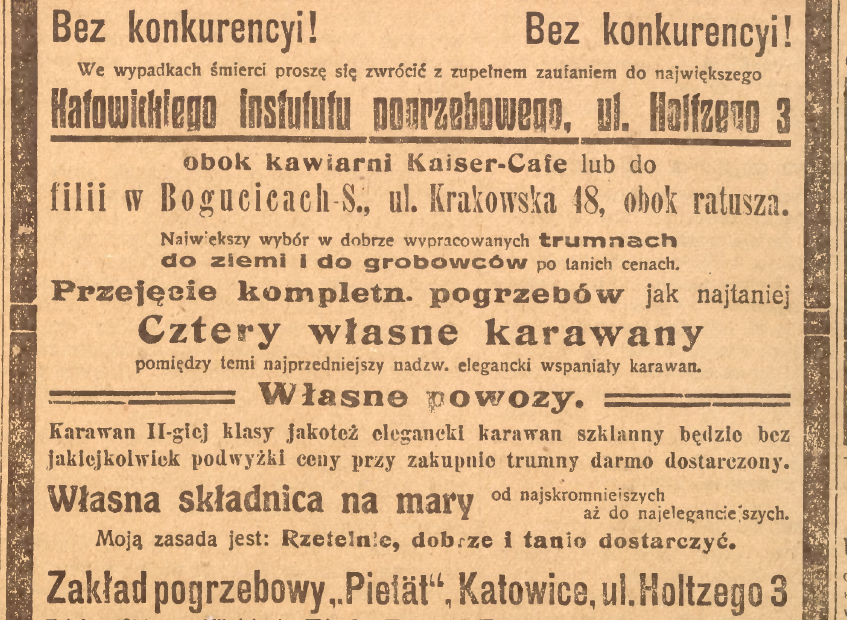 Bez konkurencyi! Bez konkurencyi!
We wypadkach śmierci proszę się zwrócić z zupełnem zaufaniem do największego
Katowickiego instytutu pogrzebowego, ul. Holtzego 3
obok kawiarni Kaiser-Cafe lub do
filii w Bogucicach-S., ul. Krakowska 48, obok ratusza.
Największy wybór w dobrze wypracowanych trumnach
do ziemi i do grobowców po tanich cenach.
Przejęcie kompletn. pogrzebów jak najtaniej
Cztery własne karawany
pomiędzy temi najprzedniejszy nadzw. elegancki wspaniały karawan.
Własne powozy.
Karawan II-giej klasy jakoteż elegancki karawan szklanny będzie bez
jakiejkolwiek podwyżki ceny przy zakupnie trumny darmo dostarczony.
Własna składnica na mary od najskromniejszych
aż do najeleganciejszych.
Moją zasada jest: Rzetelnie, dobrze i tanio dostarczyć.
Zakład pogrzebowy „Pietät“, Katowice, ul. Holtzego 3